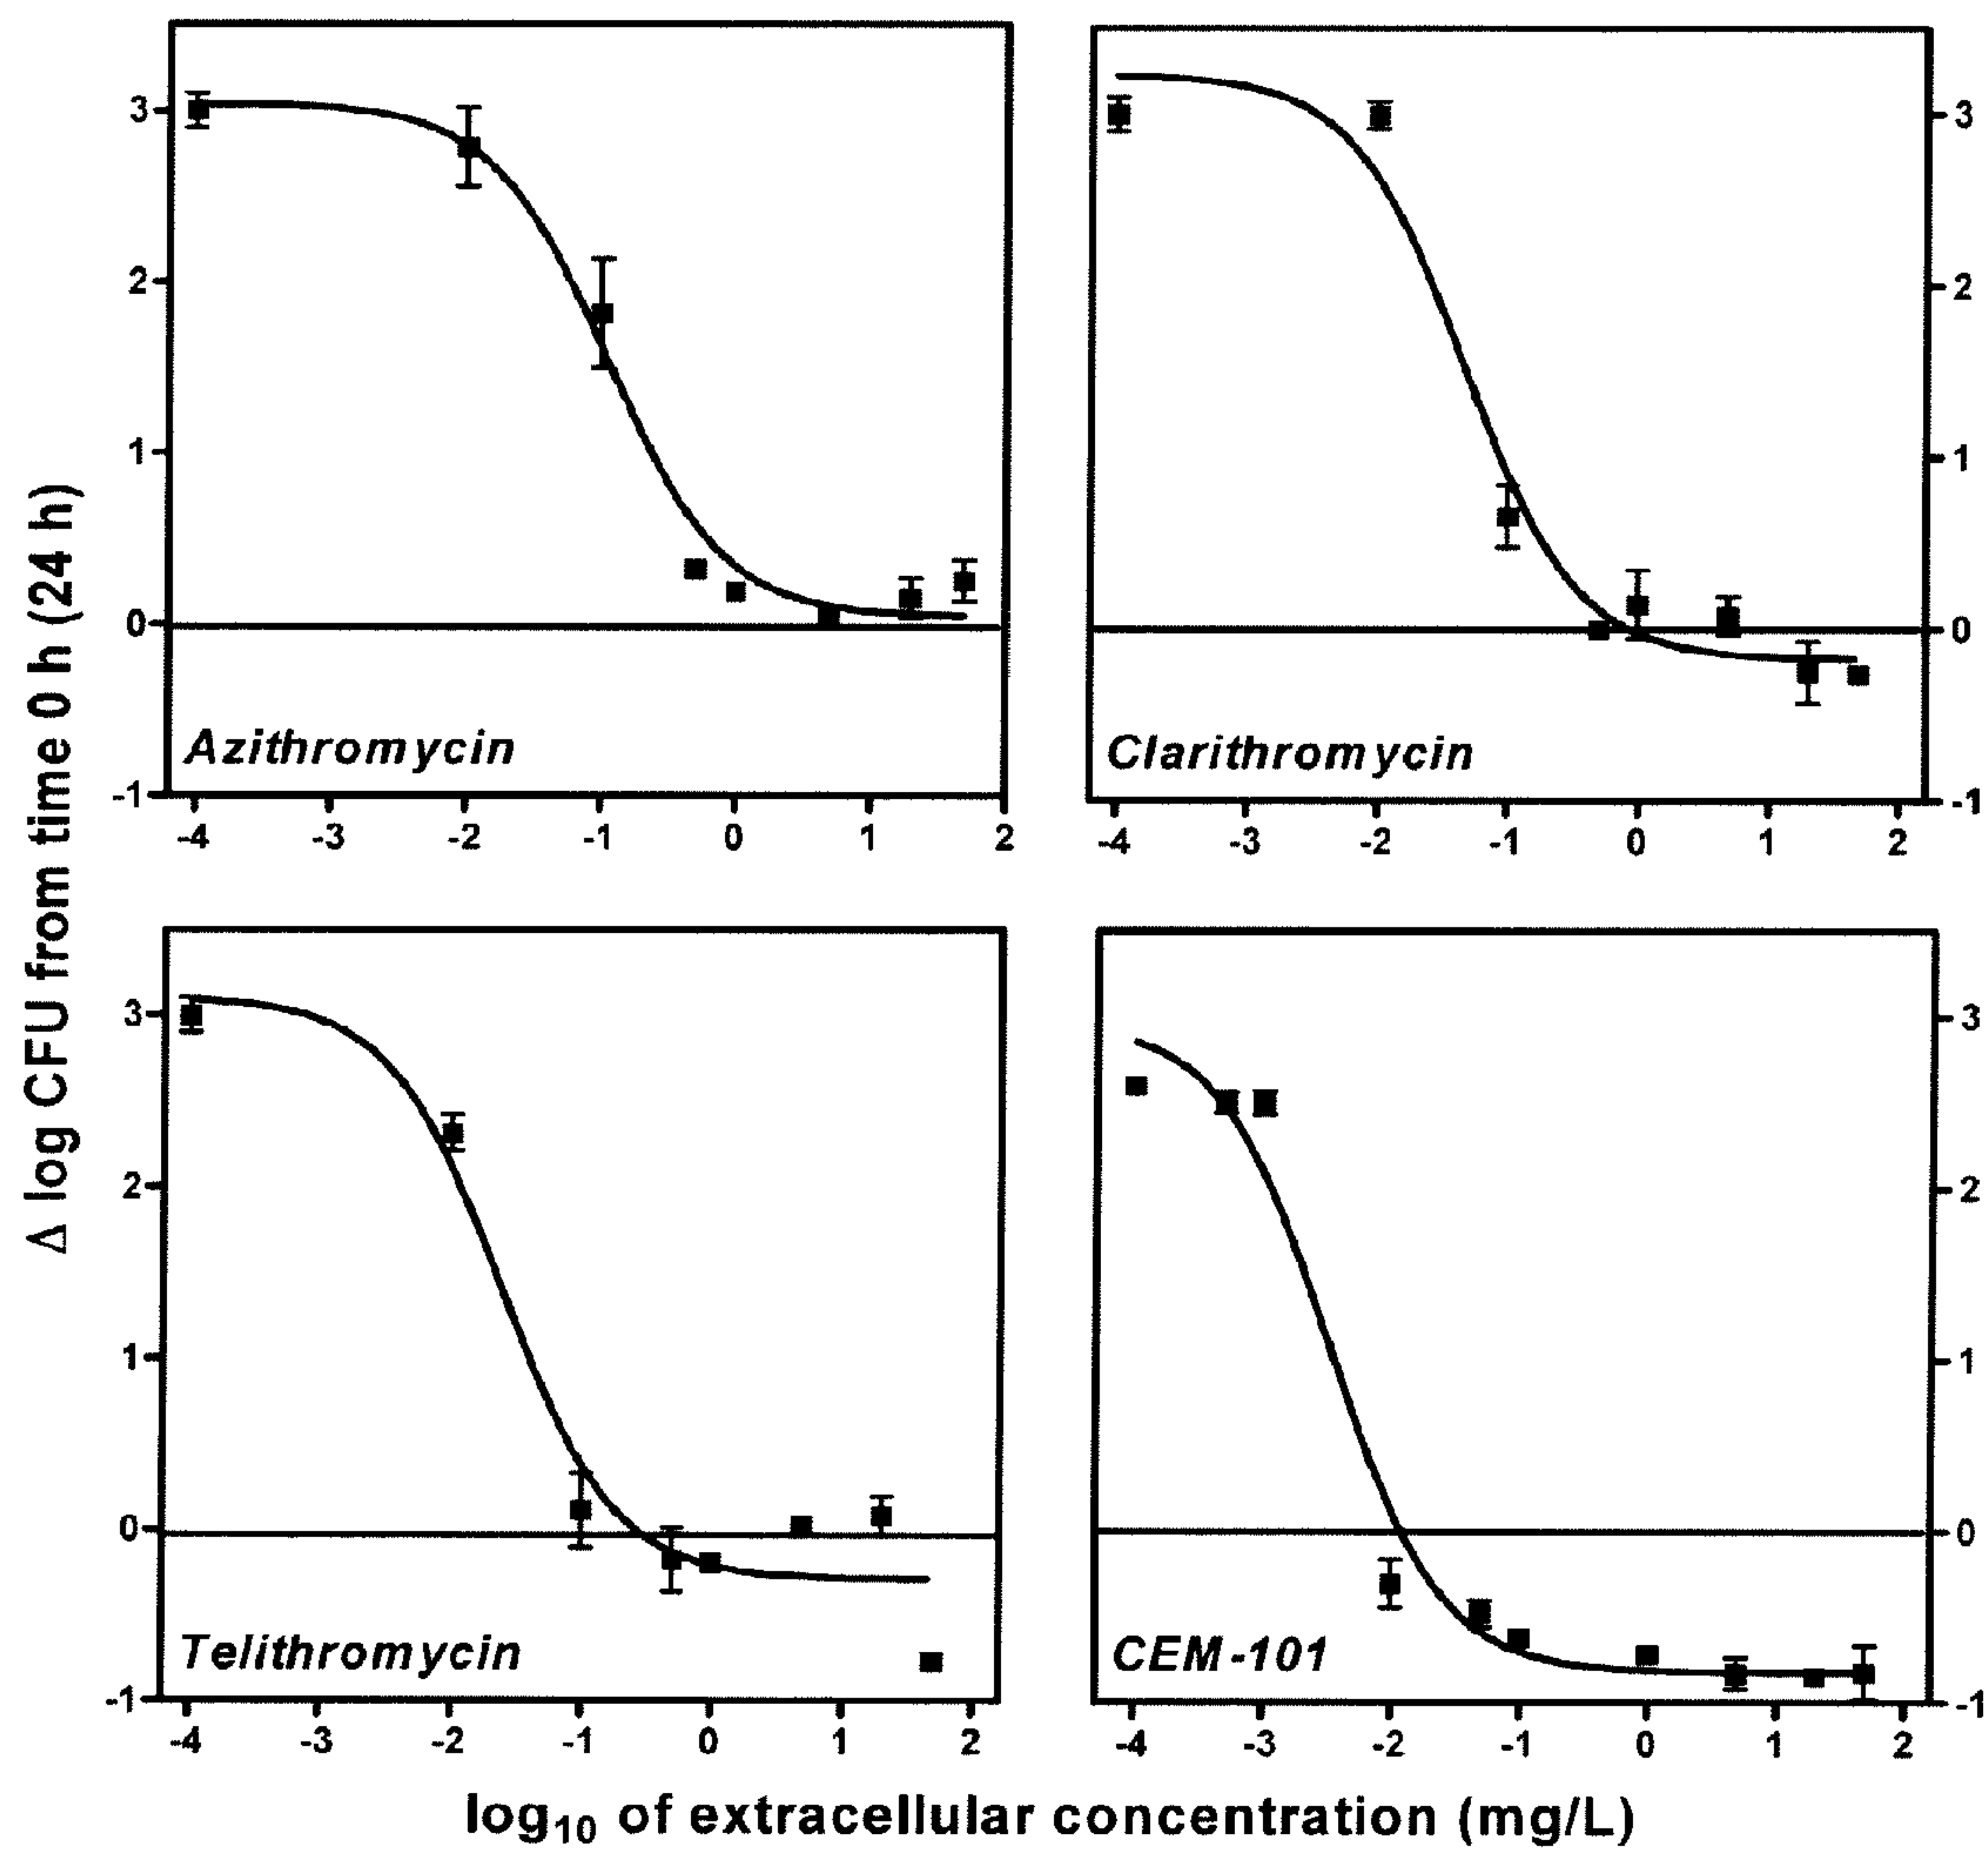 Δ log CFU from time 0 h (24 h)
3
2
1
0
-1
Azithromycin
-4 -3 -2 -1 0 1 2
3
2
1
0
-1
Clarithromycin
-4 -3 -2 -1 0 1 2
3
2
1
0
-1
Telithromycin
-4 -3 -2 -1 0 1 2
3
2
1
0
-1
CEM-101
-4 -3 -2 -1 0 1 2
log₁₀ of extracellular concentration (mg/L)